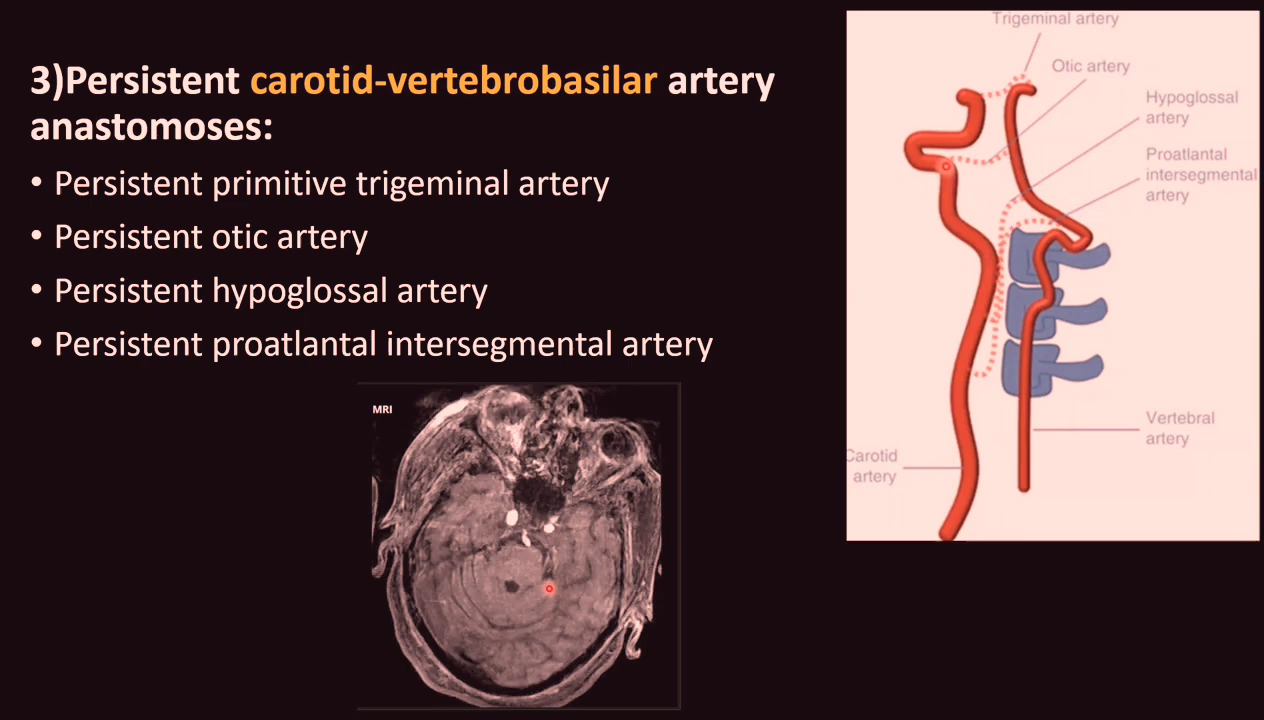 3)Persistent carotid-vertebrobasilar artery
anastomoses:
• Persistent primitive trigeminal artery
• Persistent otic artery
• Persistent hypoglossal artery
• Persistent proatlantal intersegmental artery
MRI
Trigeminal artery
Otic artery
Hypoglossal
artery
Proatlantal
intersegmental
artery
Vertebral
artery
Carotid
artery